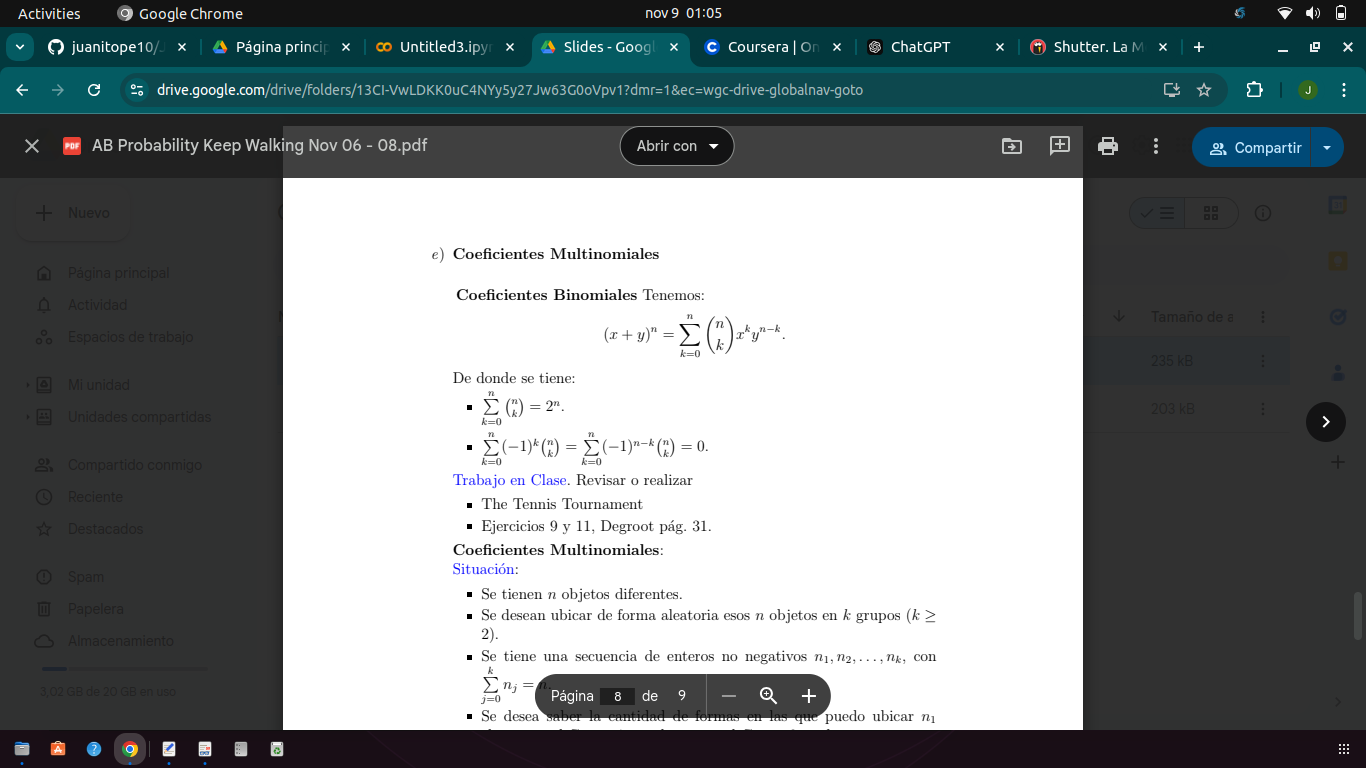 Activities Google Chrome nov 9 01:05
juanitope10/J Página princip Untitled3.ipyn Slides - Googl Coursera | On ChatGPT Shutter. La M
drive.google.com/drive/folders/13CI-VwLDKK0uC4NYy5y27Jw63G0oVpv1?dmr=1&ec=wgc-drive-globalnav-goto J
PDF AB Probability Keep Walking Nov 06 - 08.pdf Abrir con Compartir
Nuevo
Página principal
Actividad
Espacios de trabajo
Mi unidad
Unidades compartidas
Compartido conmigo
Reciente
Destacados
Spam
Papelera
Almacenamiento
3,02 GB de 20 GB en uso
Tamaño de a
235 kB
203 kB
e) Coeficientes Multinomiales
Coeficientes Binomiales Tenemos:
(x + y)^n = \sum_{k=0}^{n} \binom{n}{k} x^k y^{n-k}.
De donde se tiene:
▪ \sum_{k=0}^{n} \binom{n}{k} = 2^n.
▪ \sum_{k=0}^{n} (-1)^k \binom{n}{k} = \sum_{k=0}^{n} (-1)^{n-k} \binom{n}{k} = 0.
Trabajo en Clase. Revisar o realizar
▪ The Tennis Tournament
▪ Ejercicios 9 y 11, Degroot pág. 31.
Coeficientes Multinomiales:
Situación:
▪ Se tienen n objetos diferentes.
▪ Se desean ubicar de forma aleatoria esos n objetos en k grupos (k ≥
2).
▪ Se tiene una secuencia de enteros no negativos n_1, n_2, . . . , n_k, con
\sum_{j=0}^{k} n_j = n.
▪ Se desea saber la cantidad de formas en las que puedo ubicar n_1
Página 8 de 9